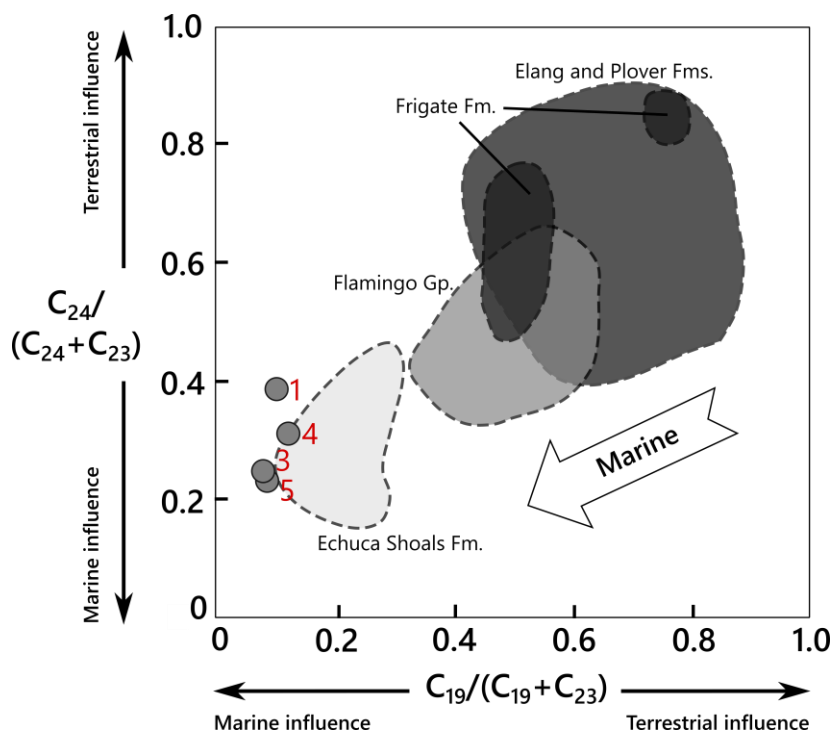 1.0
Elang and Plover Fms.
Frigate Fm.
Terrestrial influence
0.8
0.6
Flamingo Gp.
C₂₄/
(C₂₄+C₂₃)
0.4
1
4
Marine
3
0.2
5
Echuca Shoals Fm.
Marine influence
0
0 0.2 0.4 0.6 0.8 1.0
C₁₉/(C₁₉+C₂₃)
Marine influence
Terrestrial influence